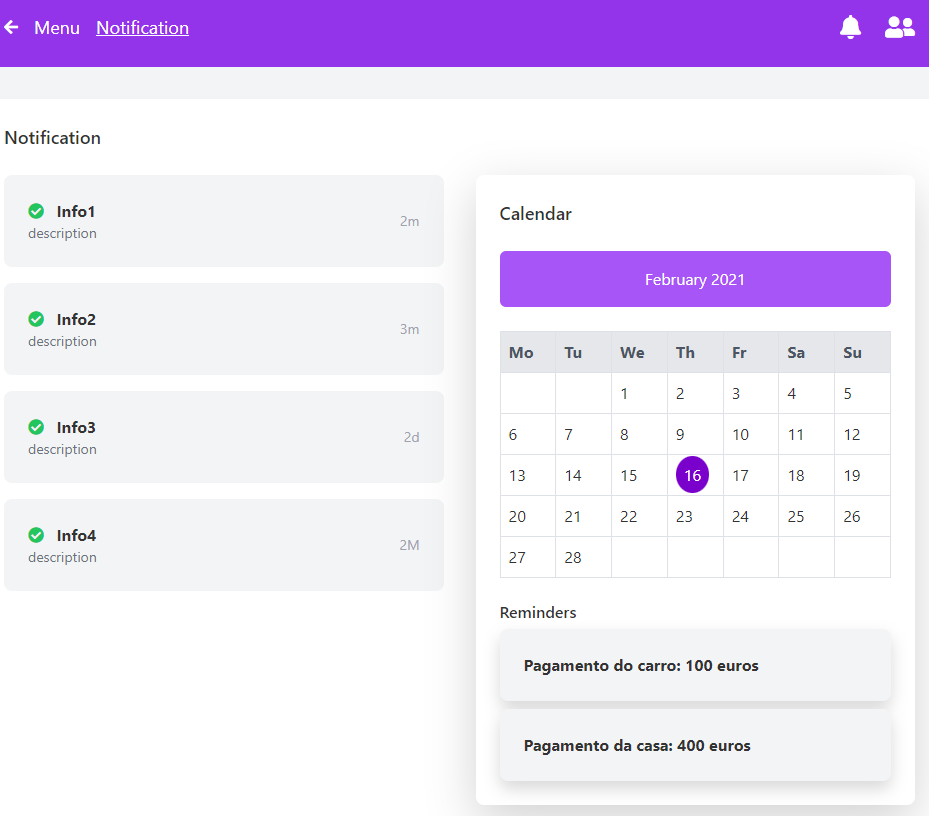 Menu Notification
Notification
Info1
description
2m
Info2
description
3m
Info3
description
2d
Info4
description
2M
Calendar
February 2021
Mo Tu We Th Fr Sa Su
1 2 3 4 5
6 7 8 9 10 11 12
13 14 15 16 17 18 19
20 21 22 23 24 25 26
27 28
Reminders
Pagamento do carro: 100 euros
Pagamento da casa: 400 euros